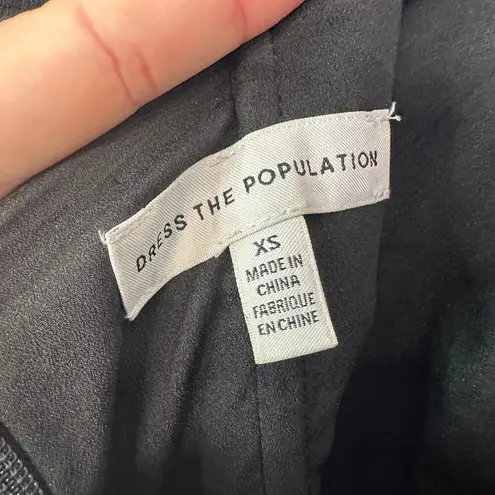 DRESS THE POPULATION
XS
MADE IN
CHINA
FABRIQUE
EN CHINE